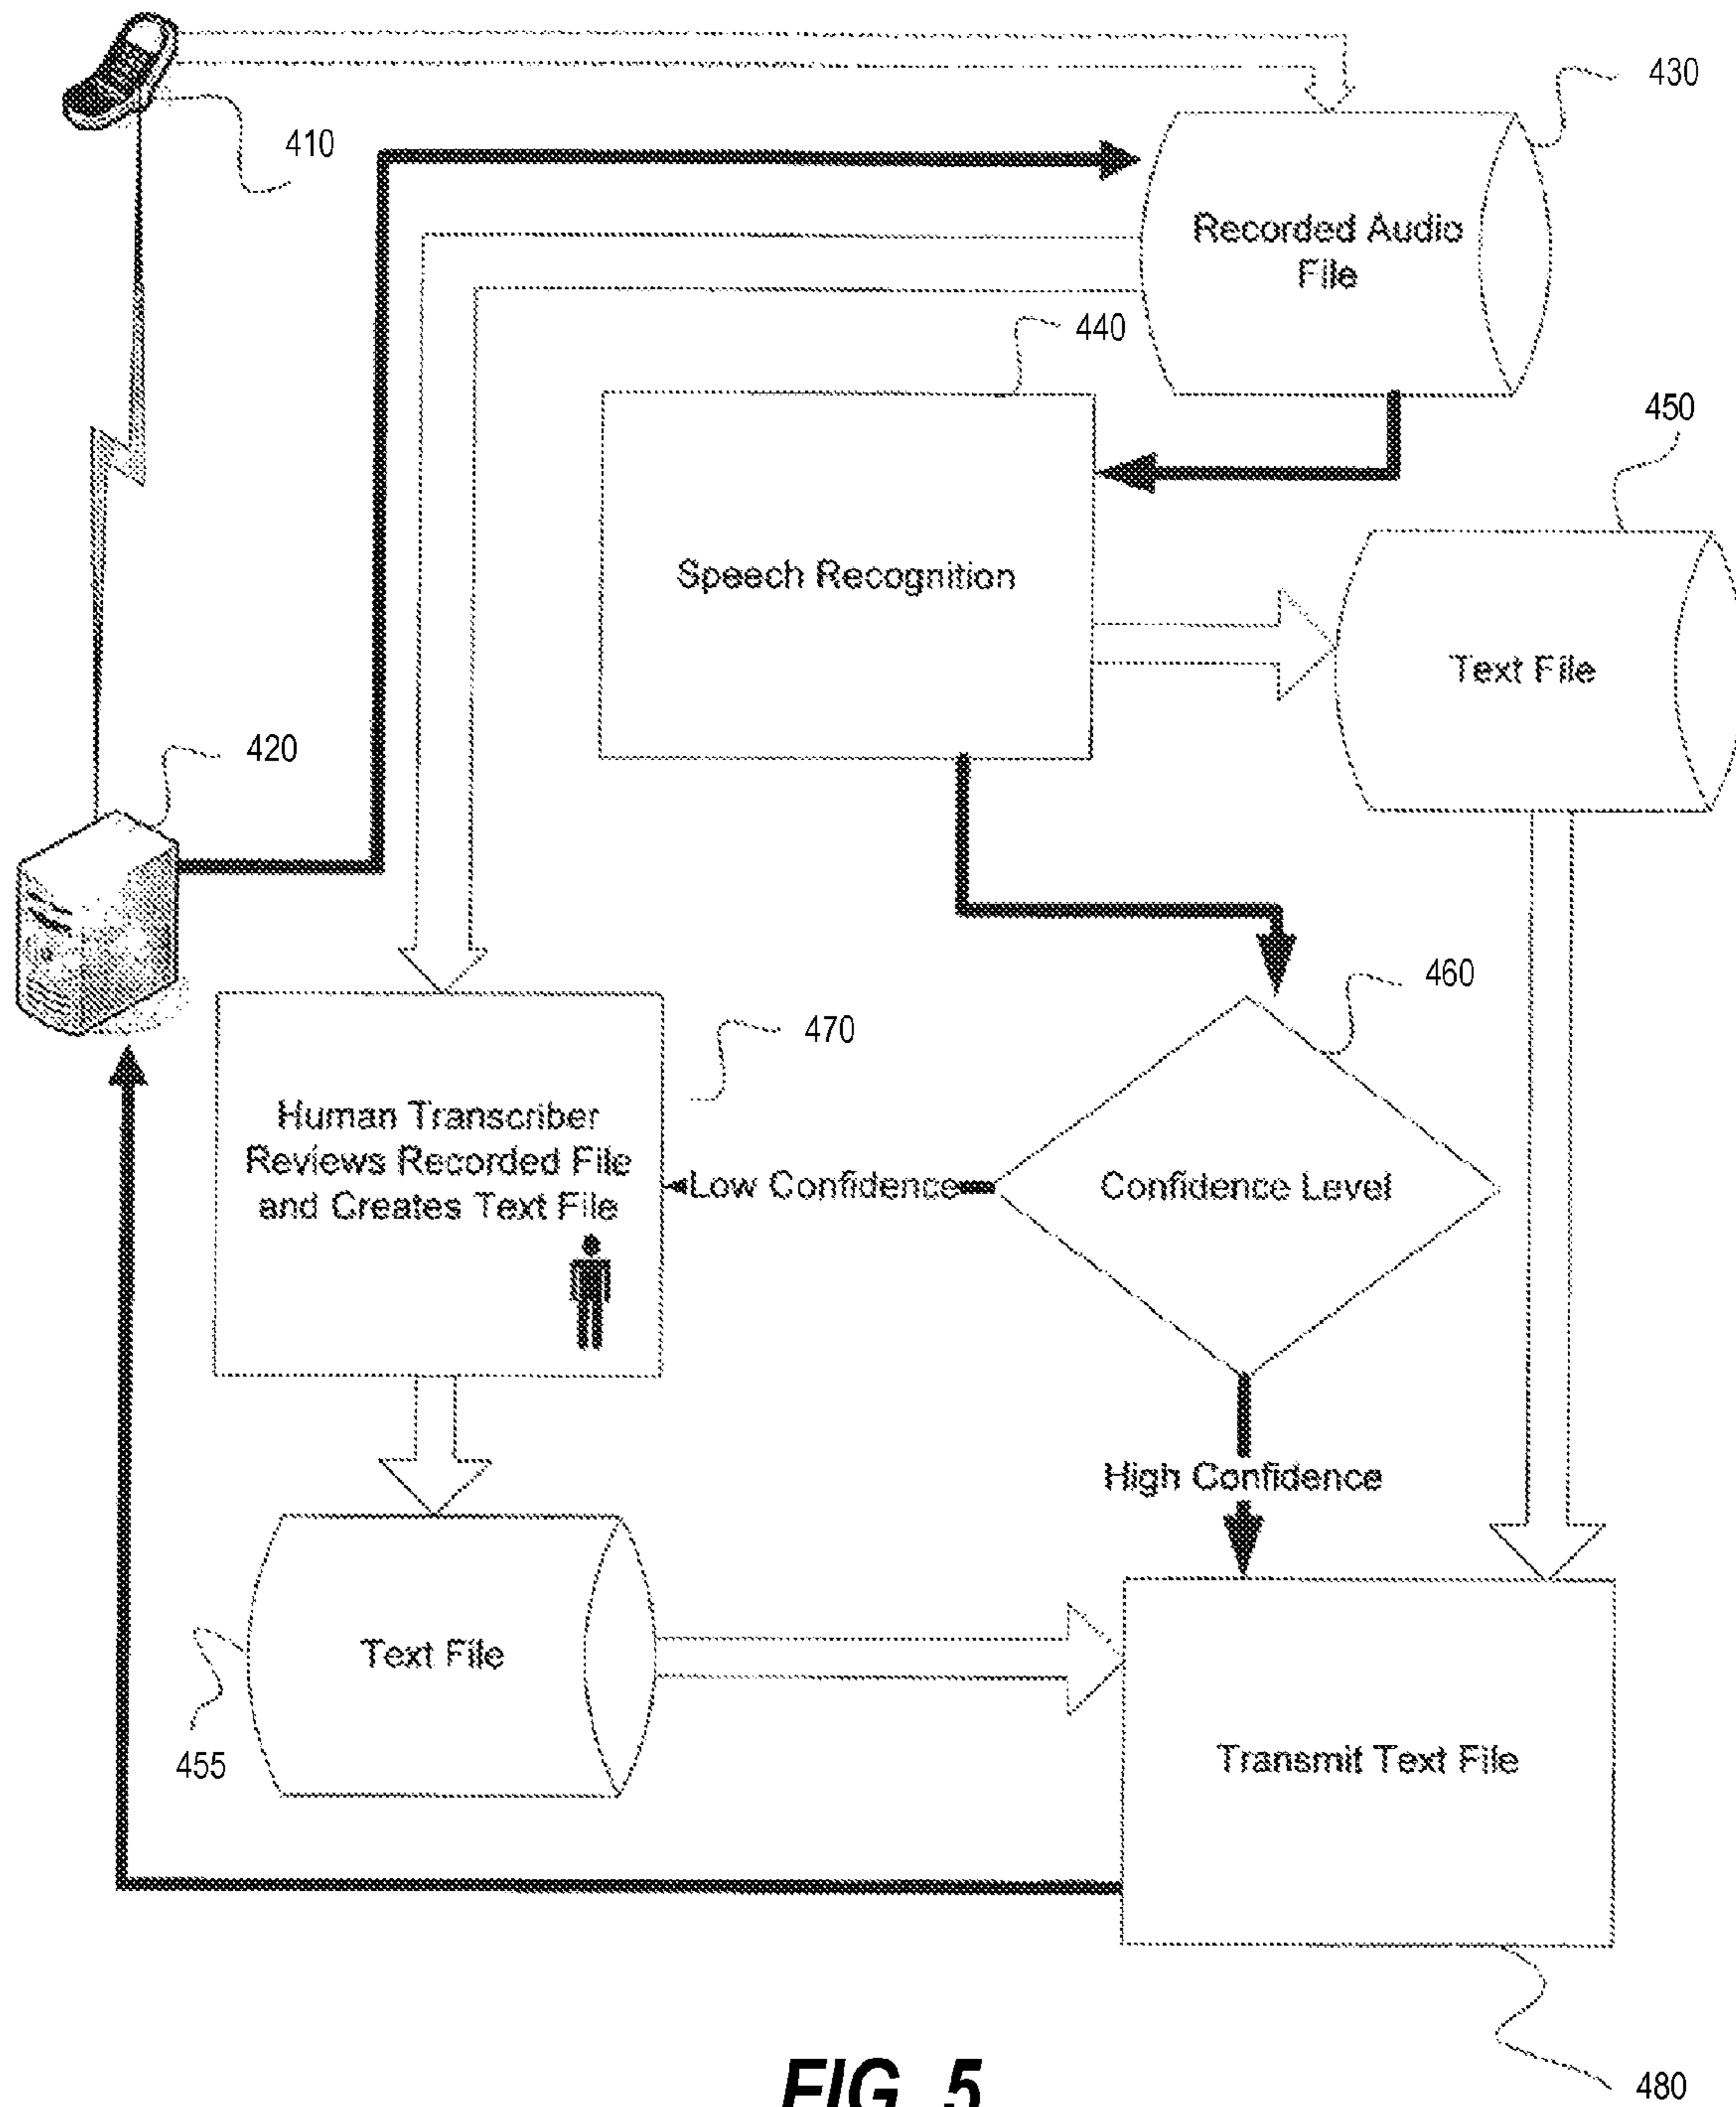 430
410
Recorded Audio
File
440
450
Speech Recognition
Text File
420
460
470
Human Transcriber
Reviews Recorded File
and Creates Text File
Low Confidence
Confidence Level
High Confidence
Text File
455
Transmit Text File
480
FIG. 5